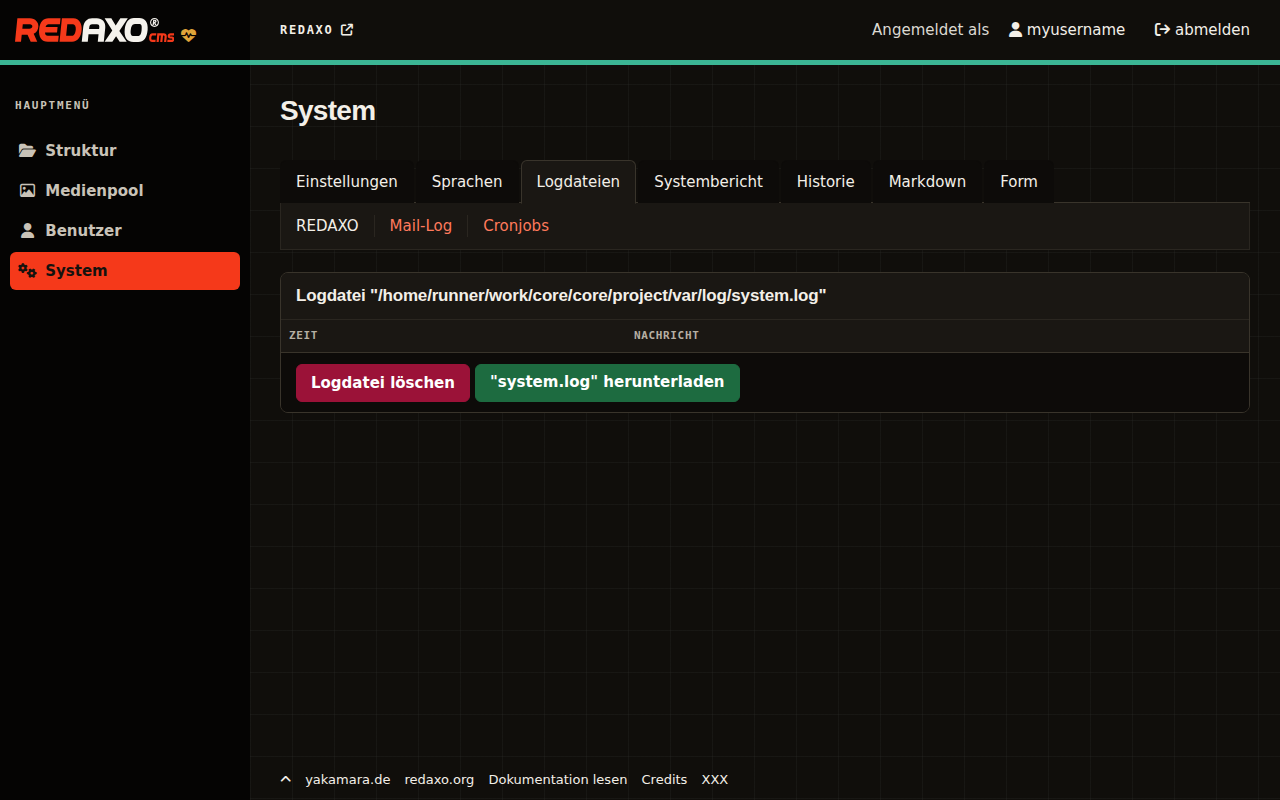 REDAXO® cms
REDAXO
Angemeldet als myusername abmelden
HAUPTMENÜ
Struktur
Medienpool
Benutzer
System
System
Einstellungen Sprachen Logdateien Systembericht Historie Markdown Form
REDAXO Mail-Log Cronjobs
Logdatei "/home/runner/work/core/core/project/var/log/system.log"
ZEIT NACHRICHT
Logdatei löschen "system.log" herunterladen
yakamara.de redaxo.org Dokumentation lesen Credits XXX